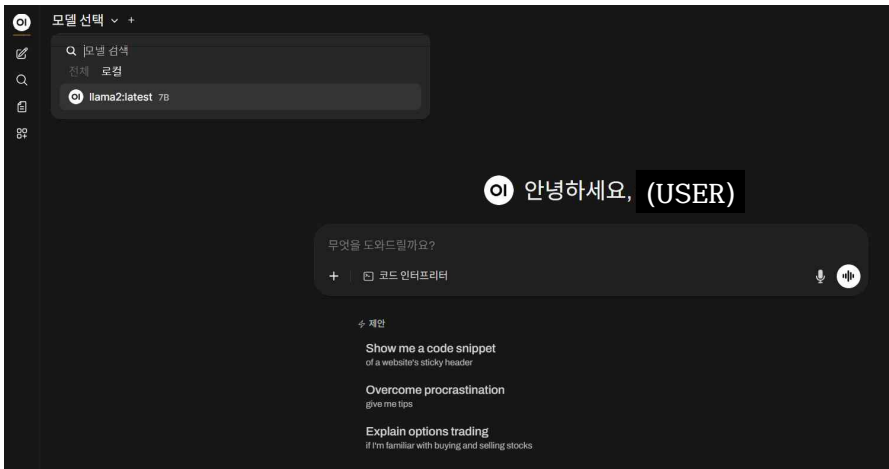 OI
모델 선택
모델 검색
전체 로컬
OI llama2:latest 7B
OI 안녕하세요, (USER)
무엇을 도와드릴까요?
+ 코드 인터프리터
제안
Show me a code snippet
of a website's sticky header
Overcome procrastination
give me tips
Explain options trading
if I'm familiar with buying and selling stocks